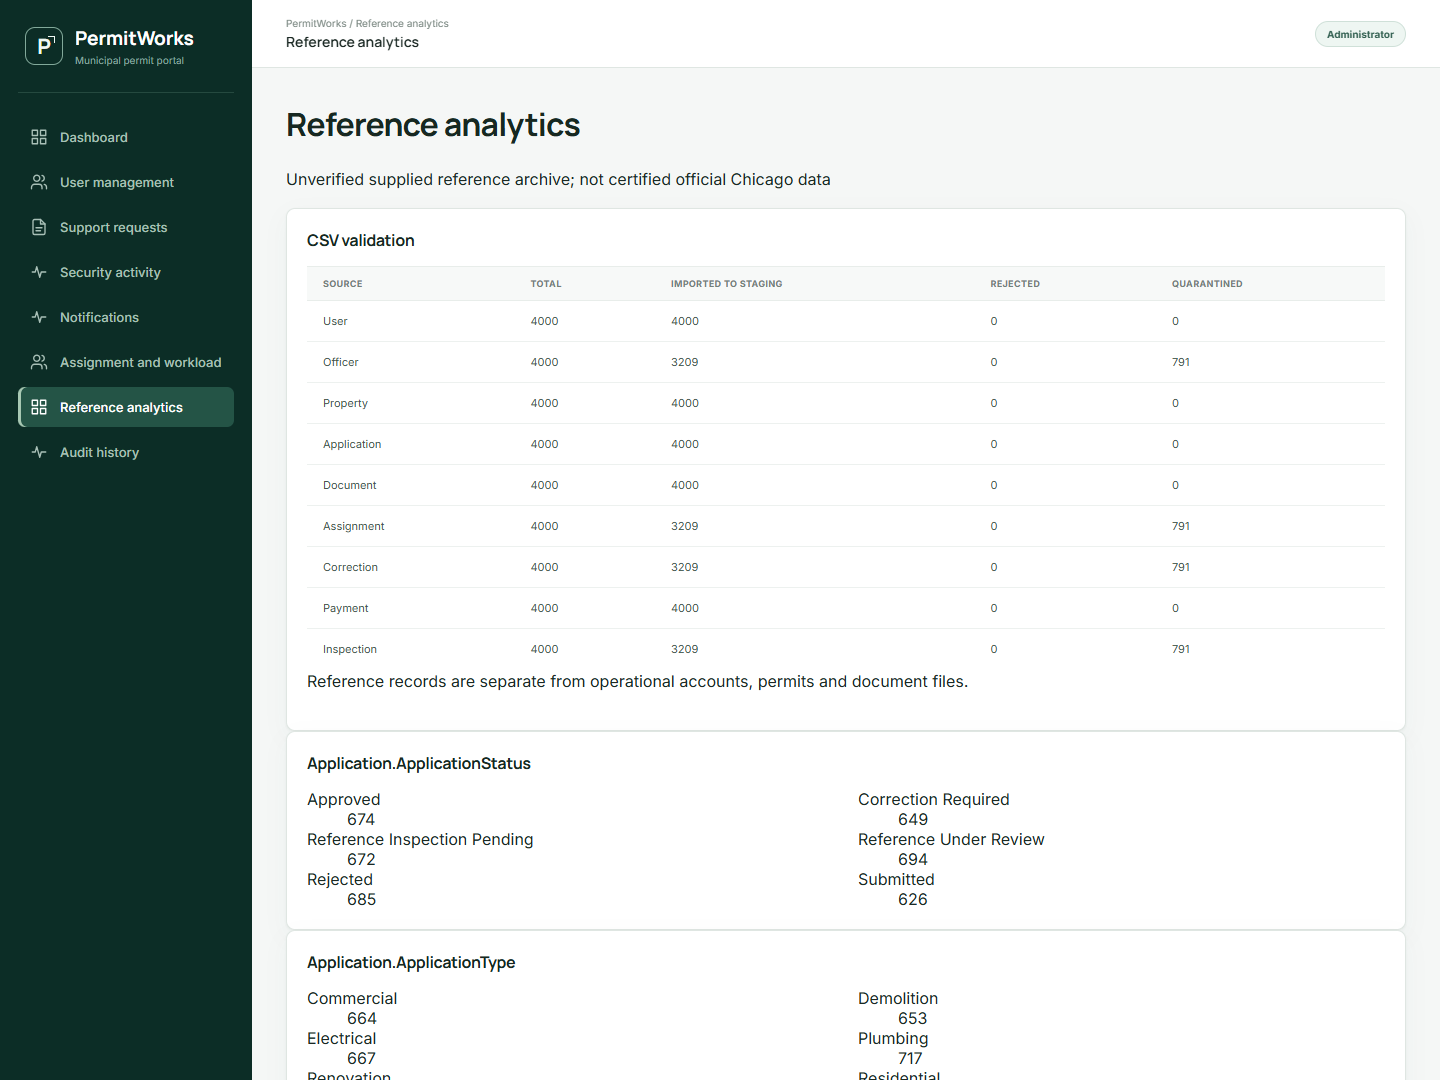 PermitWorks
Municipal permit portal
Dashboard
User management
Support requests
Security activity
Notifications
Assignment and workload
Reference analytics
Audit history
PermitWorks / Reference analytics
Reference analytics
Administrator
Reference analytics
Unverified supplied reference archive; not certified official Chicago data
CSV validation
SOURCE TOTAL IMPORTED TO STAGING REJECTED QUARANTINED
User 4000 4000 0 0
Officer 4000 3209 0 791
Property 4000 4000 0 0
Application 4000 4000 0 0
Document 4000 4000 0 0
Assignment 4000 3209 0 791
Correction 4000 3209 0 791
Payment 4000 4000 0 0
Inspection 4000 3209 0 791
Reference records are separate from operational accounts, permits and document files.
Application.ApplicationStatus
Approved Correction Required
674 649
Reference Inspection Pending Reference Under Review
672 694
Rejected Submitted
685 626
Application.ApplicationType
Commercial Demolition
664 653
Electrical Plumbing
667 717
Renovation Residential